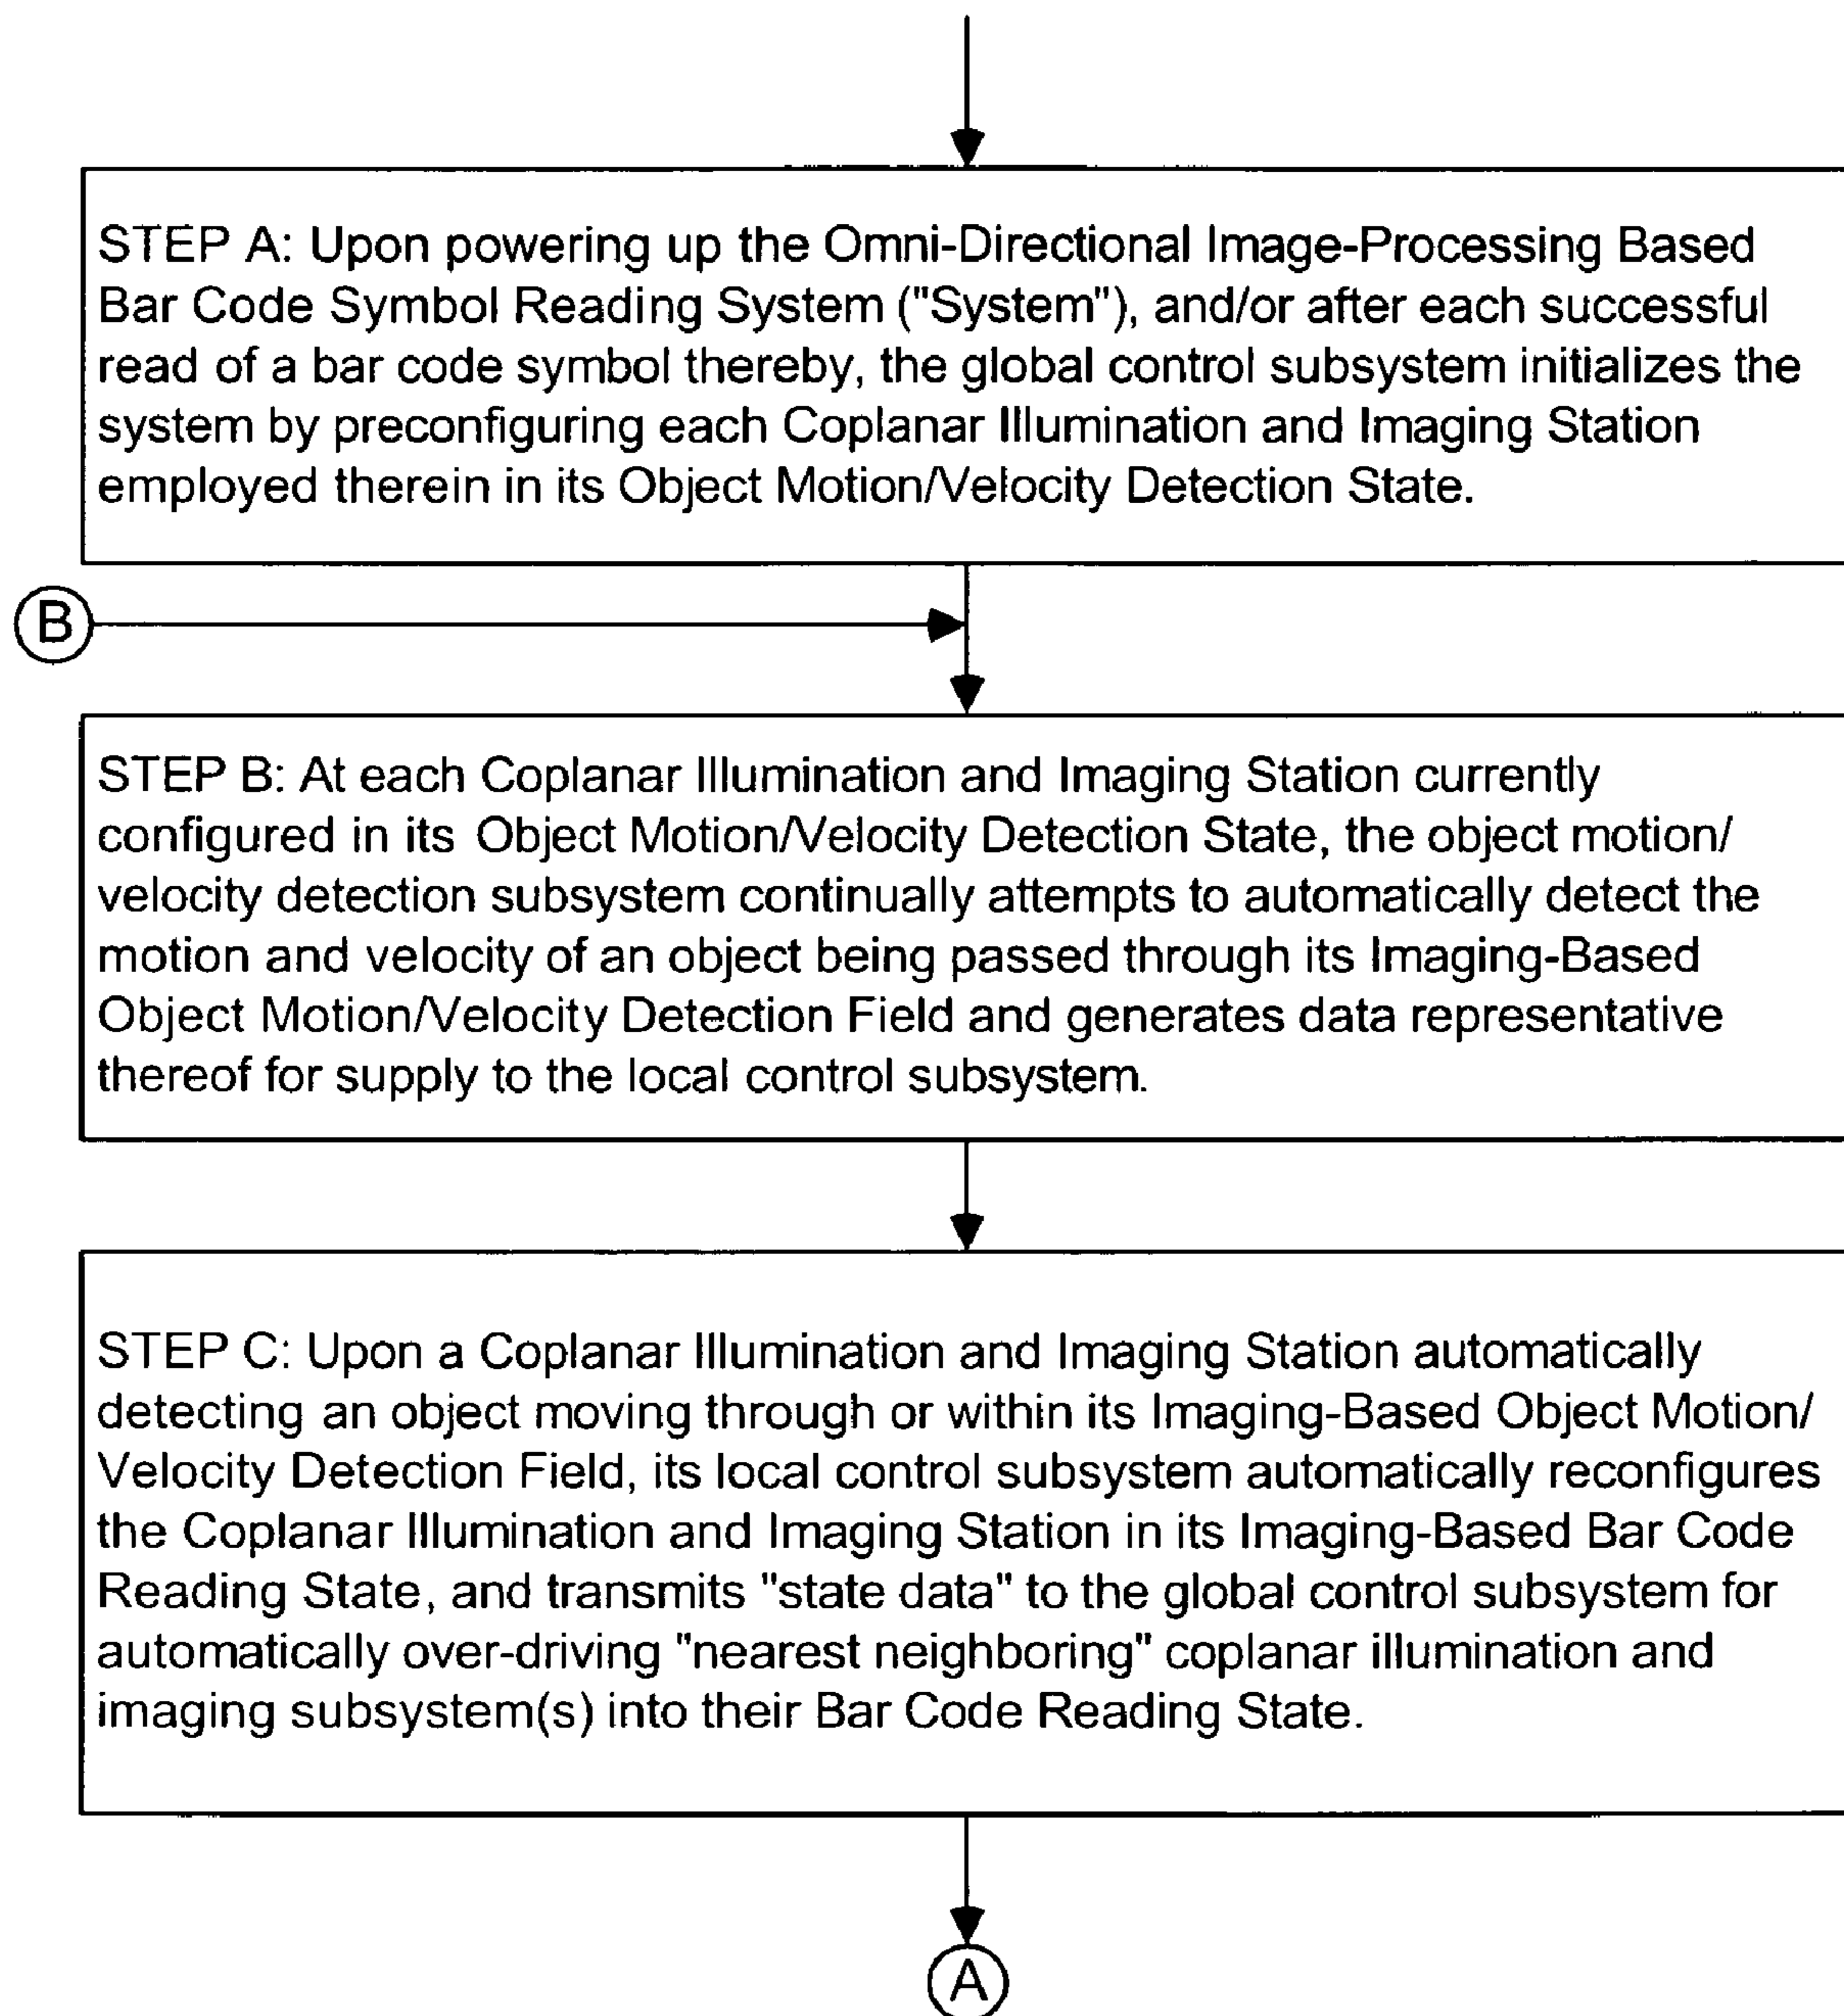 STEP A: Upon powering up the Omni-Directional Image-Processing Based
Bar Code Symbol Reading System ("System"), and/or after each successful
read of a bar code symbol thereby, the global control subsystem initializes the
system by preconfiguring each Coplanar Illumination and Imaging Station
employed therein in its Object Motion/Velocity Detection State.
B
STEP B: At each Coplanar Illumination and Imaging Station currently
configured in its Object Motion/Velocity Detection State, the object motion/
velocity detection subsystem continually attempts to automatically detect the
motion and velocity of an object being passed through its Imaging-Based
Object Motion/Velocity Detection Field and generates data representative
thereof for supply to the local control subsystem.
STEP C: Upon a Coplanar Illumination and Imaging Station automatically
detecting an object moving through or within its Imaging-Based Object Motion/
Velocity Detection Field, its local control subsystem automatically reconfigures
the Coplanar Illumination and Imaging Station in its Imaging-Based Bar Code
Reading State, and transmits "state data" to the global control subsystem for
automatically over-driving "nearest neighboring" coplanar illumination and
imaging subsystem(s) into their Bar Code Reading State.
A